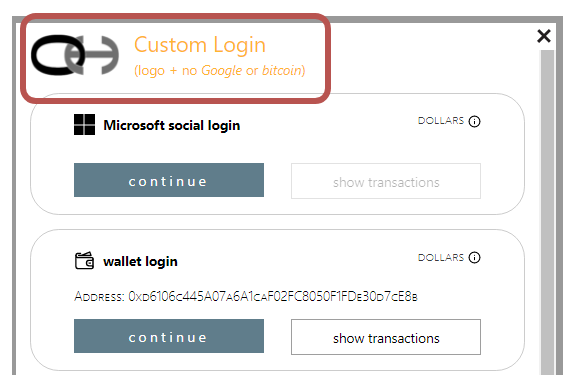 Custom Login
(logo + no Google or bitcoin)
Microsoft social login
DOLLARS
continue
show transactions
wallet login
DOLLARS
Address: 0xd6106c445A07a6A1caF02FC8050F1FDe30d7cE8b
continue
show transactions